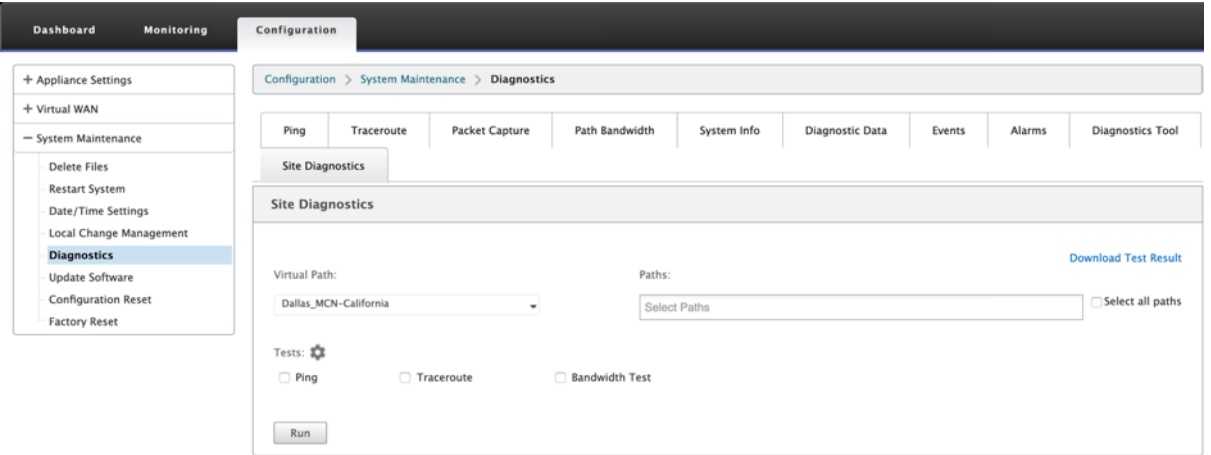 Dashboard Monitoring Configuration
+ Appliance Settings
+ Virtual WAN
− System Maintenance
Delete Files
Restart System
Date/Time Settings
Local Change Management
Diagnostics
Update Software
Configuration Reset
Factory Reset
Configuration > System Maintenance > Diagnostics
Ping Traceroute Packet Capture Path Bandwidth System Info Diagnostic Data Events Alarms Diagnostics Tool
Site Diagnostics
Site Diagnostics
Download Test Result
Virtual Path: Paths:
Dallas_MCN-California Select Paths Select all paths
Tests:
Ping Traceroute Bandwidth Test
Run